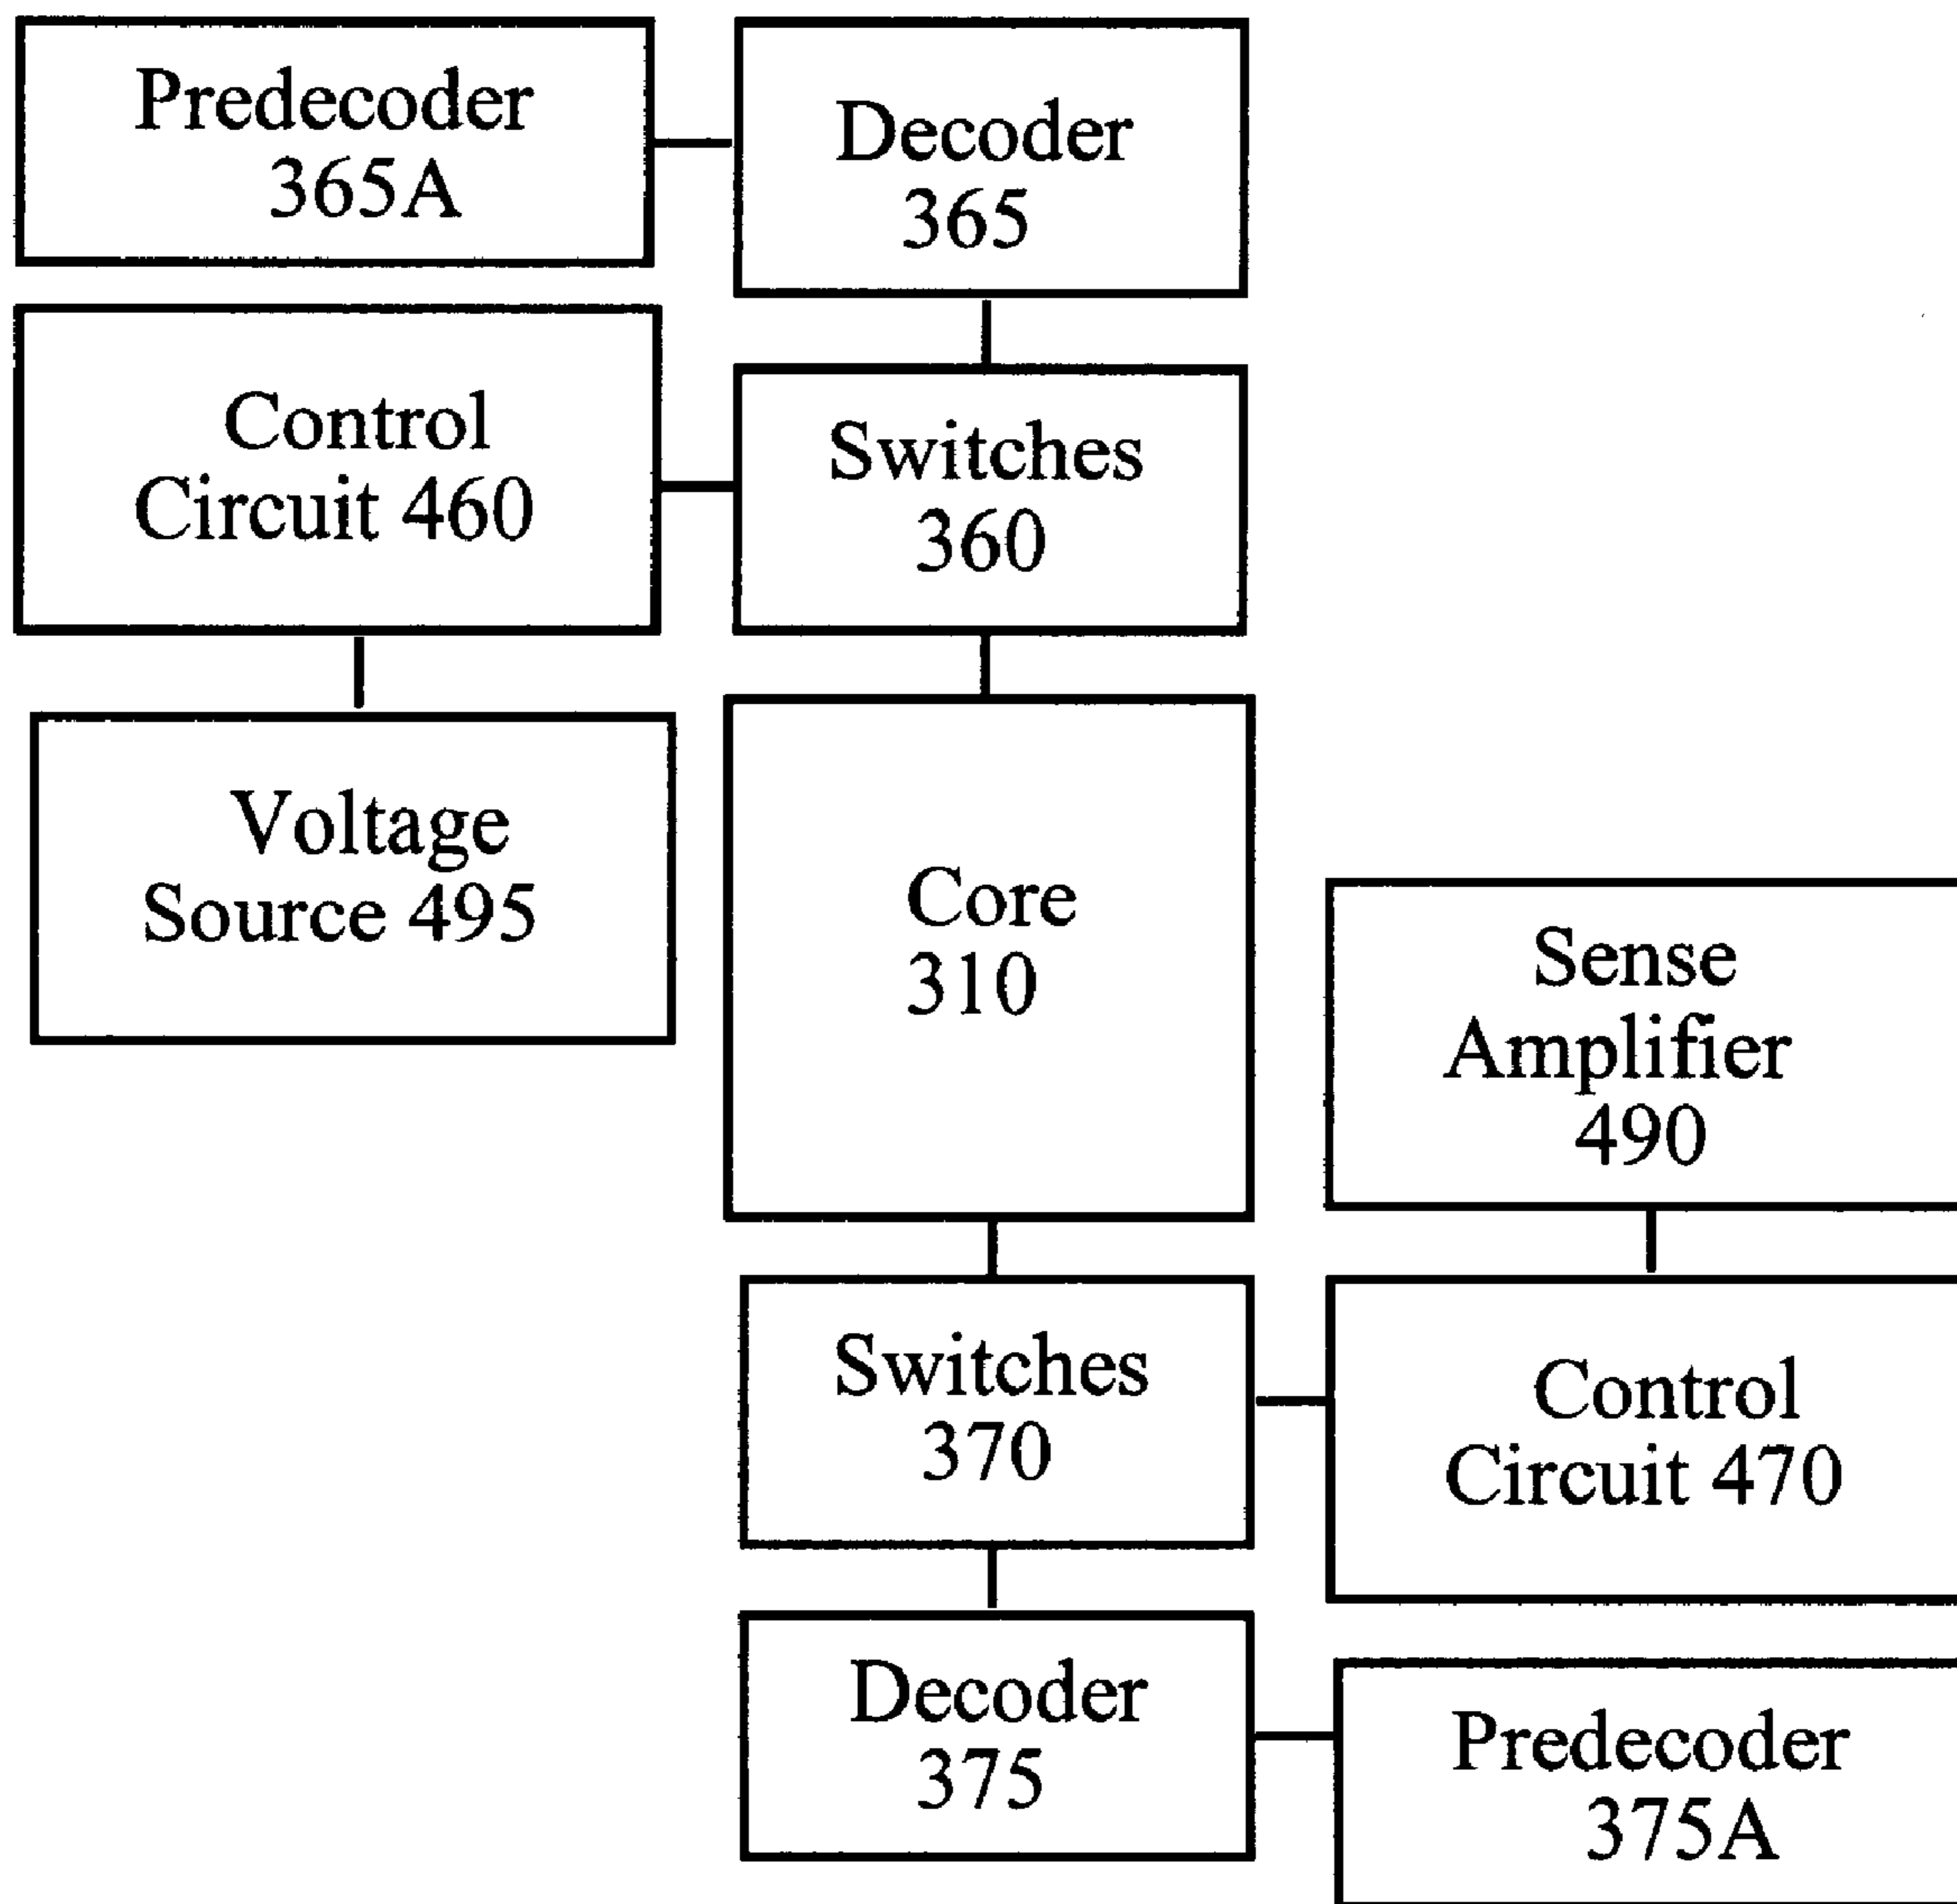 Predecoder
365A
Decoder
365
Control
Circuit 460
Switches
360
Voltage
Source 495
Core
310
Sense
Amplifier
490
Switches
370
Control
Circuit 470
Decoder
375
Predecoder
375A